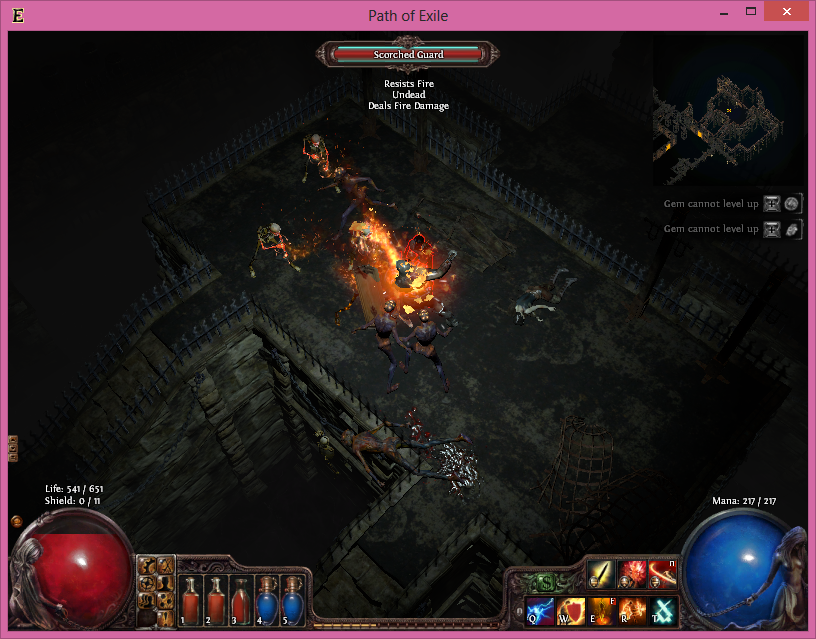 E
Path of Exile
Scorched Guard
Resists Fire
Undead
Deals Fire Damage
Gem cannot level up
Gem cannot level up
Life: 541 / 651
Shield: 0 / 11
Mana: 217 / 217
1 2 3 4 5
Q W E R T